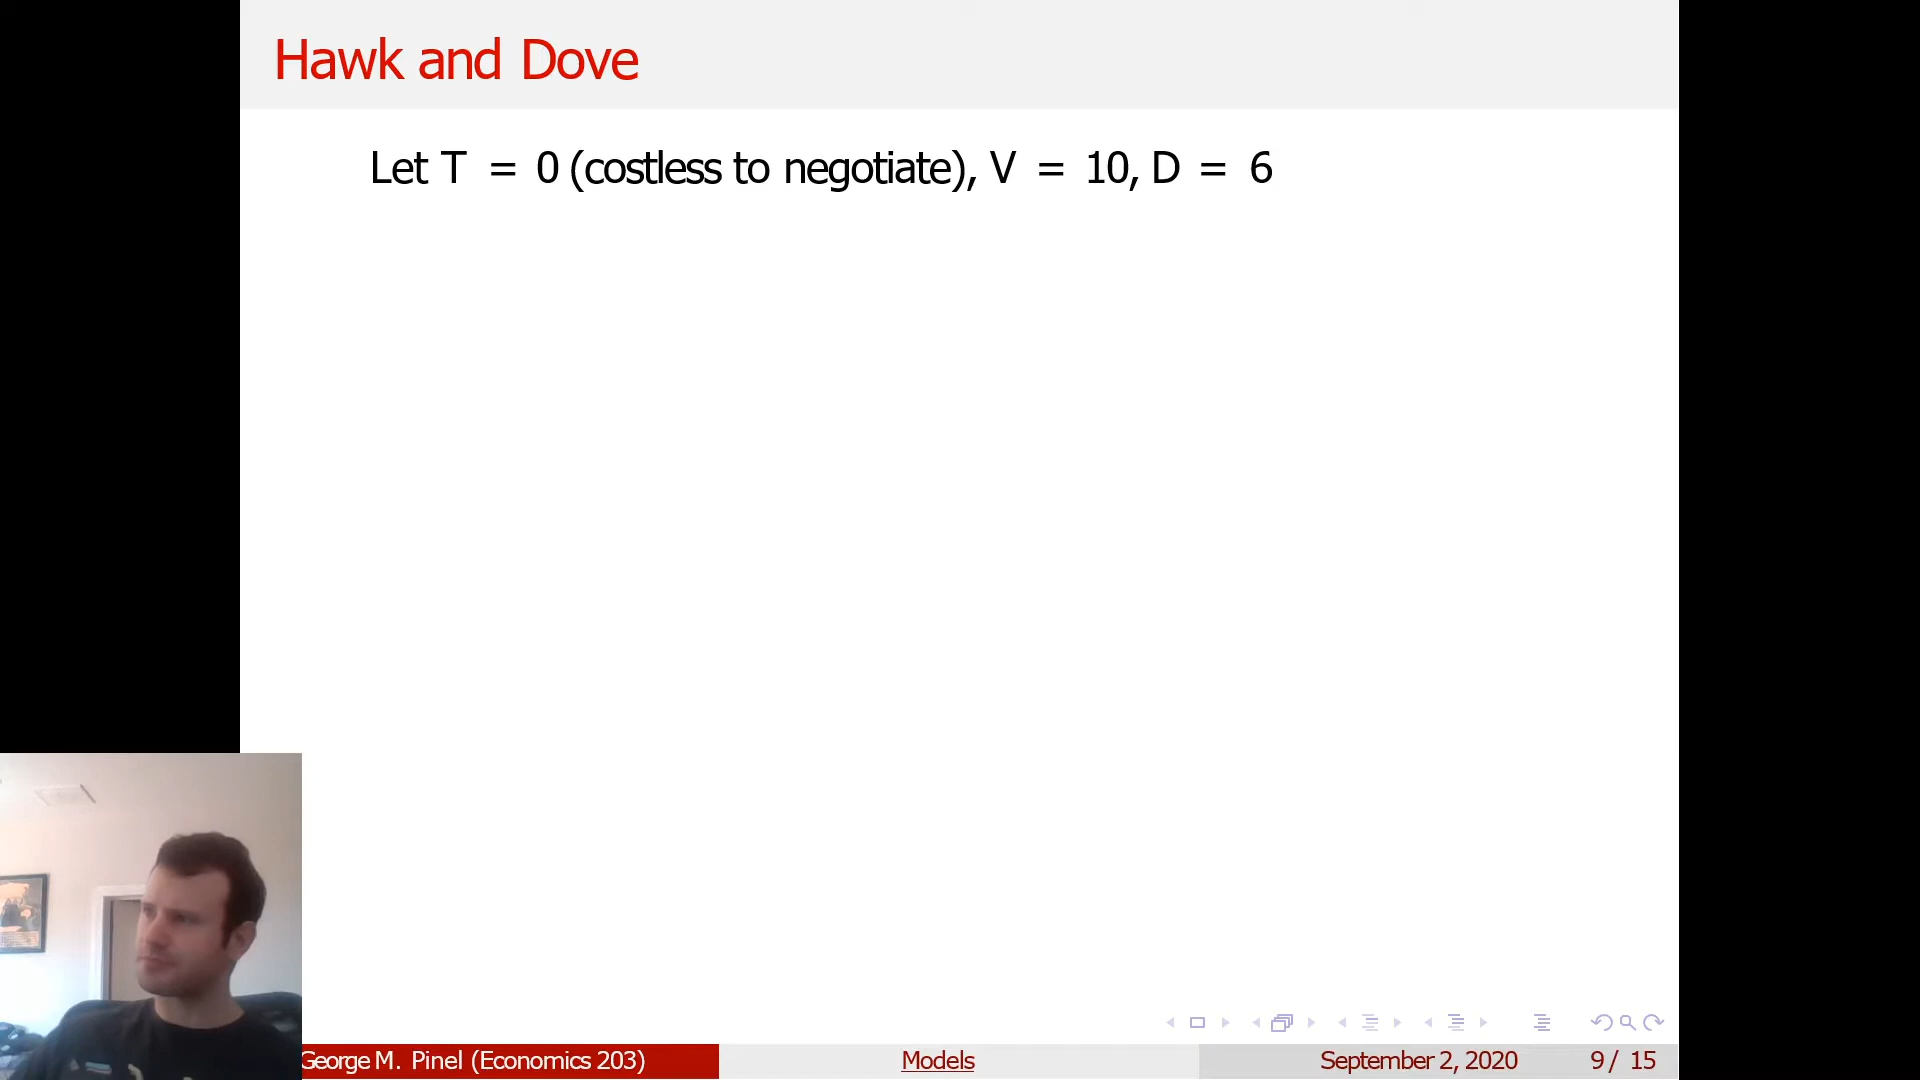 Hawk and Dove
Let T = 0 (costless to negotiate), V = 10, D = 6
George M. Pinel (Economics 203)
Models
September 2, 2020
9 / 15